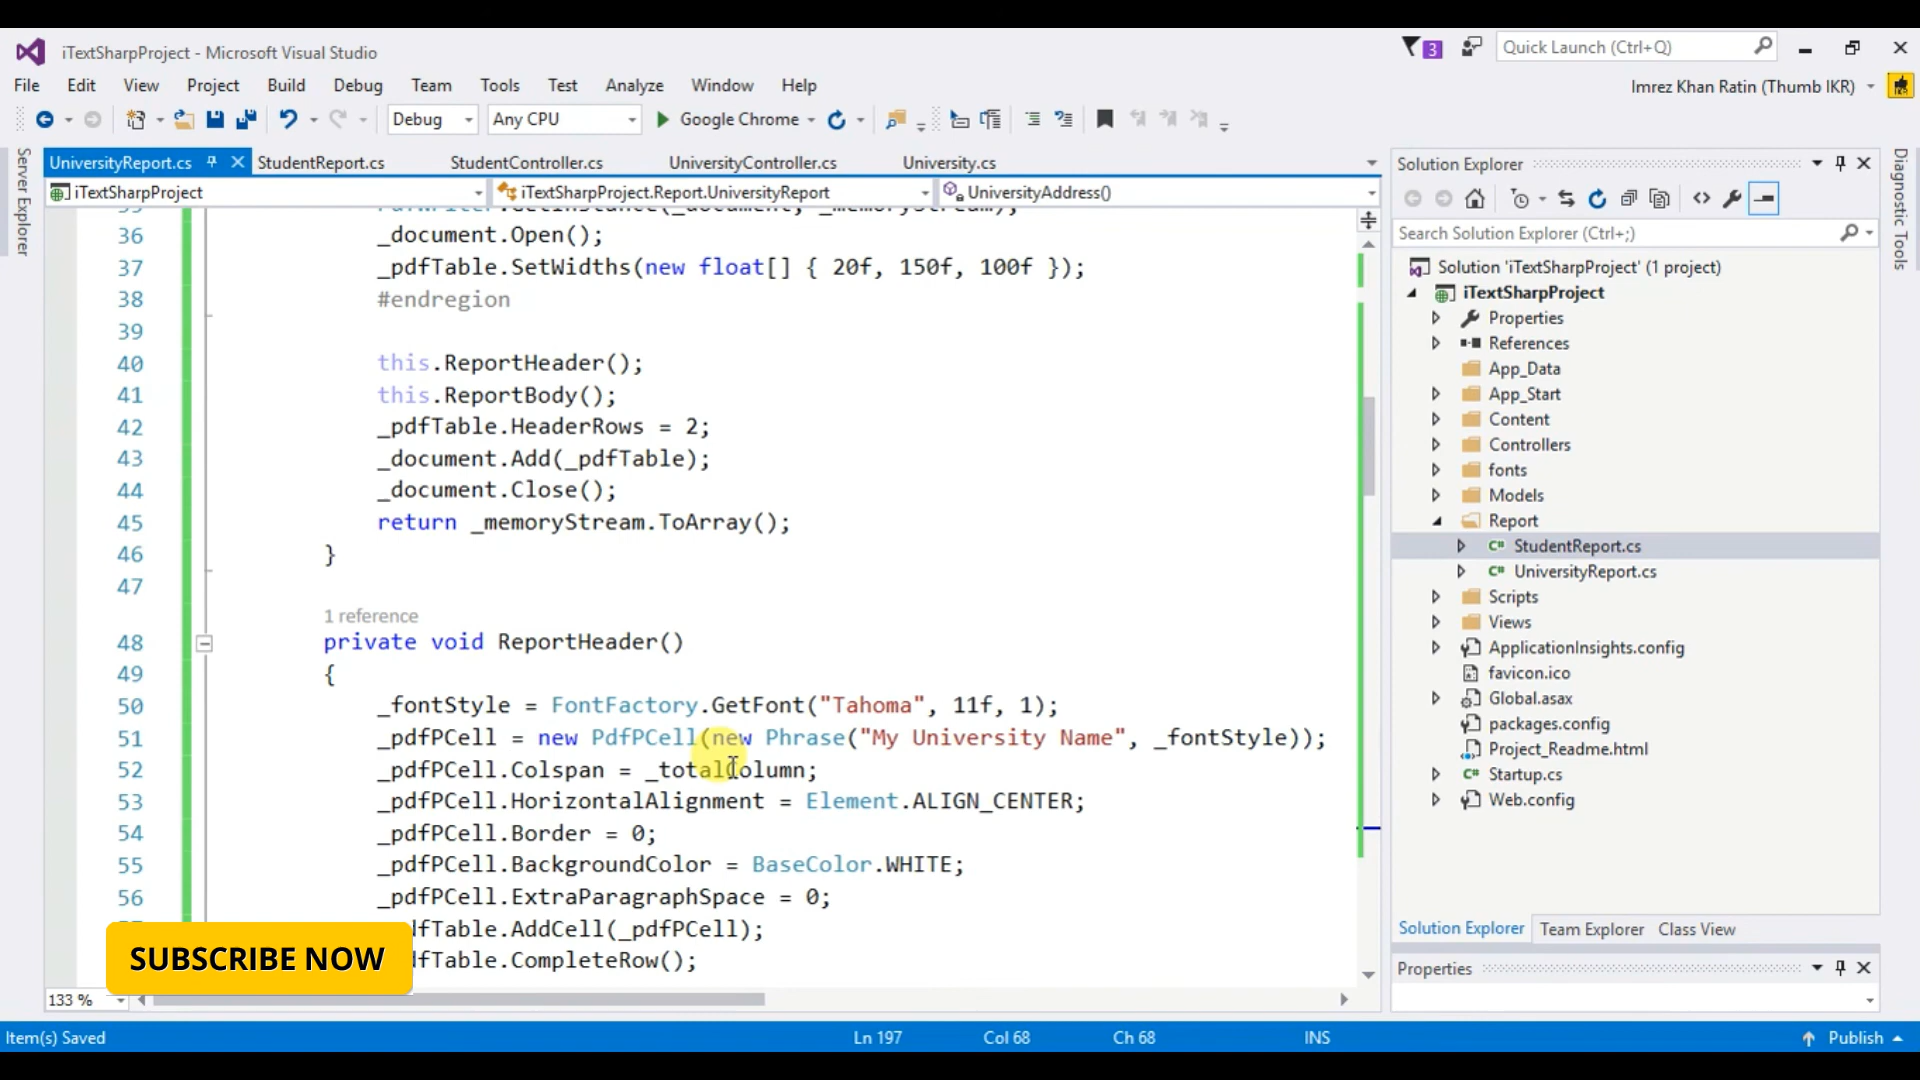 iTextSharpProject - Microsoft Visual Studio
3
Quick Launch (Ctrl+Q)
File Edit View Project Build Debug Team Tools Test Analyze Window Help
Imrez Khan Ratin (Thumb IKR)
Debug Any CPU Google Chrome
Server Explorer
UniversityReport.cs StudentReport.cs StudentController.cs UniversityController.cs University.cs
iTextSharpProject iTextSharpProject.Report.UniversityReport UniversityAddress()
36 _document.Open();
37 _pdfTable.SetWidths(new float[] { 20f, 150f, 100f });
38 #endregion
39
40 this.ReportHeader();
41 this.ReportBody();
42 _pdfTable.HeaderRows = 2;
43 _document.Add(_pdfTable);
44 _document.Close();
45 return _memoryStream.ToArray();
46 }
47
1 reference
48 private void ReportHeader()
49 {
50 _fontStyle = FontFactory.GetFont("Tahoma", 11f, 1);
51 _pdfPCell = new PdfPCell(new Phrase("My University Name", _fontStyle));
52 _pdfPCell.Colspan = _totalColumn;
53 _pdfPCell.HorizontalAlignment = Element.ALIGN_CENTER;
54 _pdfPCell.Border = 0;
55 _pdfPCell.BackgroundColor = BaseColor.WHITE;
56 _pdfPCell.ExtraParagraphSpace = 0;
dfTable.AddCell(_pdfPCell);
dfTable.CompleteRow();
SUBSCRIBE NOW
133 %
Solution Explorer
Search Solution Explorer (Ctrl+;)
Solution 'iTextSharpProject' (1 project)
iTextSharpProject
Properties
References
App_Data
App_Start
Content
Controllers
fonts
Models
Report
C# StudentReport.cs
C# UniversityReport.cs
Scripts
Views
ApplicationInsights.config
favicon.ico
Global.asax
packages.config
Project_Readme.html
C# Startup.cs
Web.config
Solution Explorer Team Explorer Class View
Properties
Diagnostic Tools
Item(s) Saved Ln 197 Col 68 Ch 68 INS Publish